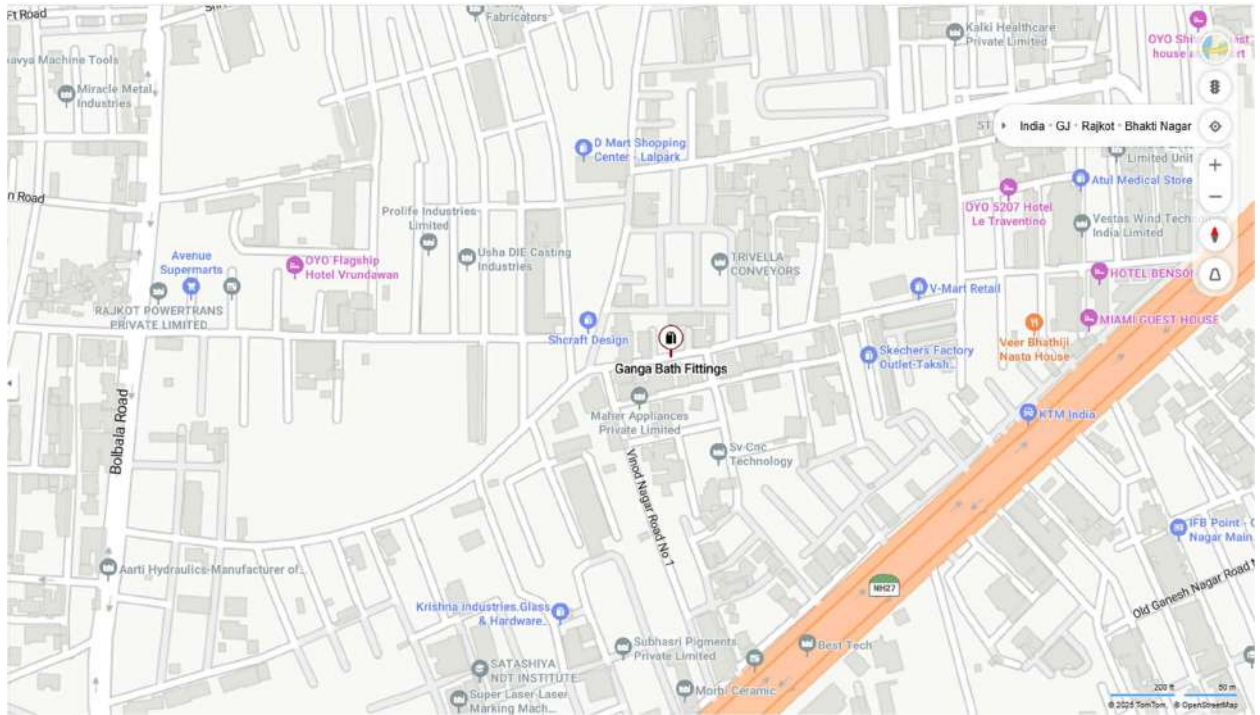 Ft Road
Fabricators
Kalki Healthcare
Private Limited
avya Machine Tools
Miracle Metal
Industries
India · GJ · Rajkot · Bhakti Nagar
D Mart Shopping
Center - Lalpark
Limited Unit
Atul Medical Store
n Road
Prolife Industries
Limited
OYO 5207 Hotel
Le Traventino
Vestas Wind Tech
India Limited
Avenue
Supermarts
OYO Flagship
Hotel Vrundawan
Usha DIE Casting
Industries
TRIVELLA
CONVEYORS
HOTEL BENSO
V-Mart Retail
RAJKOT POWERTRANS
PRIVATE LIMITED
MIAMI GUEST HOUSE
Shcraft Design
Veer Bhathiji
Nasta House
Skechers Factory
Outlet-Taksh...
Ganga Bath Fittings
Maher Appliances
Private Limited
KTM India
Bolbala Road
Sv-Cnc
Technology
Vinod Nagar Road No 1
IFB Point - G
Nagar Main
Aarti Hydraulics-Manufacturer of...
NH27
Old Ganesh Nagar Road
Krishna industries.Glass
& Hardware...
Subhasri Pigments
Private Limited
Best Tech
SATASHIYA
NDT INSTITUTE
Super Laser-Laser
Marking Mach...
Morbi Ceramic
200 ft
50 m
© 2025 TomTom, © OpenStreetMap